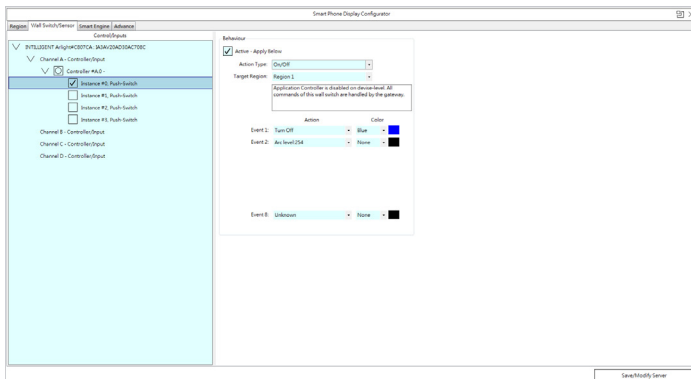 Smart Phone Display Configurator
Region Wall Switch/Sensor Smart Engine Advance
Control/Inputs
INTELLIGENT Arlight#C807CA:
Channel A - Controller/Input
Controller #A0 -
Instance #0, Push-Switch
Instance #1, Push-Switch
Instance #2, Push-Switch
Instance #3, Push-Switch
Channel B - Controller/Input
Channel C - Controller/Input
Channel D - Controller/Input
Behaviour
Active - Apply Below
Action Type: On/Off
Target Region: Region 1
Application Controller is disabled on device-level. All
commands of this wall switch are handled by the gateway.
Action Color
Event 1: Turn Off Blue
Event 2: Arc level:254 None
Event 8: Unknown None
Save/Modify Server